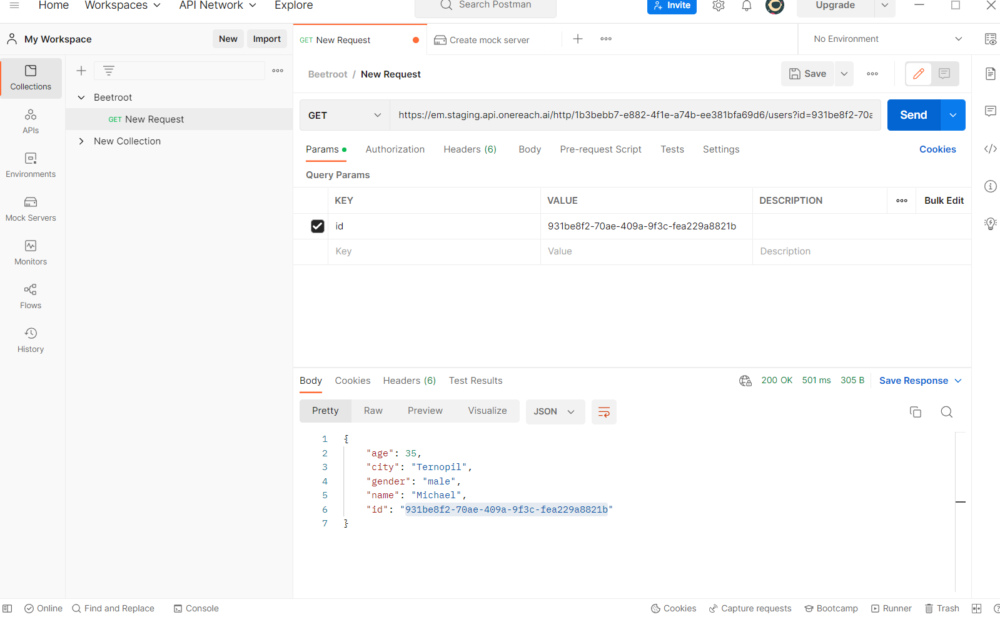 Home Workspaces API Network Explore Search Postman Invite Upgrade
My Workspace New Import GET New Request Create mock server No Environment
Collections
APIs
Environments
Mock Servers
Monitors
Flows
History
Beetroot
GET New Request
New Collection
Beetroot / New Request Save
GET https://em.staging.api.onereach.ai/http/1b3bebb7-e882-4f1e-a74b-ee381bfa69d6/users?id=931be8f2-70a Send
Params Authorization Headers (6) Body Pre-request Script Tests Settings Cookies
Query Params
KEY VALUE DESCRIPTION Bulk Edit
id 931be8f2-70ae-409a-9f3c-fea229a8821b
Key Value Description
Body Cookies Headers (6) Test Results 200 OK 501 ms 305 B Save Response
Pretty Raw Preview Visualize JSON
1 {
2 "age": 35,
3 "city": "Ternopil",
4 "gender": "male",
5 "name": "Michael",
6 "id": "931be8f2-70ae-409a-9f3c-fea229a8821b"
7 }
Online Find and Replace Console Cookies Capture requests Bootcamp Runner Trash